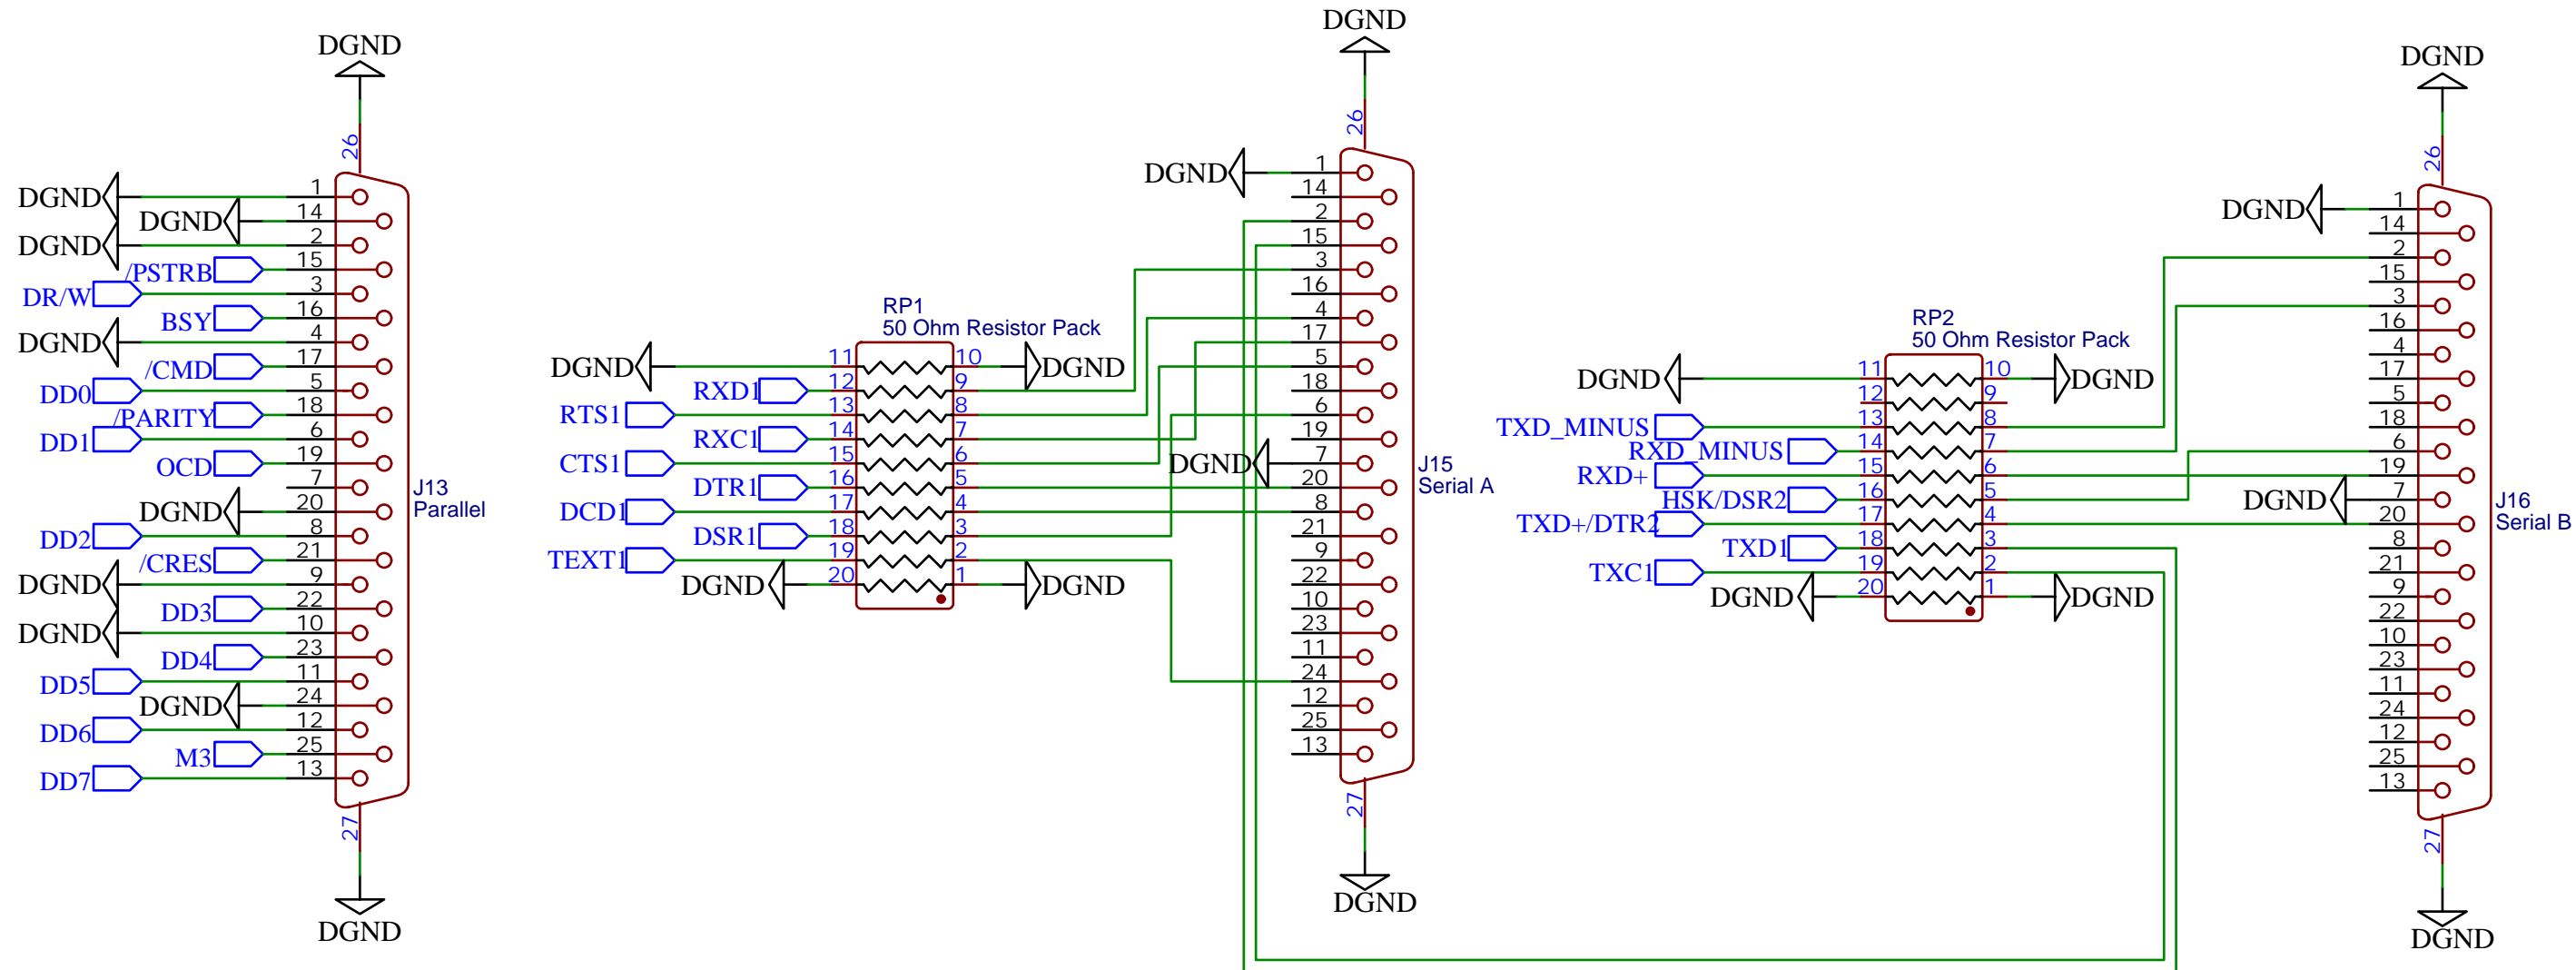 DGND
26
DGND 1
DGND 14
DGND 2
/PSTRB 15
DR/W 3
BSY 16
DGND 4
/CMD 17
DD0 5
/PARITY 18
DD1 6
OCD 19
7
DGND 20
DD2 8
/CRES 21
DGND 9
DD3 22
DGND 10
DD4 23
DD5 11
DGND 24
DD6 12
M3 25
DD7 13
J13
Parallel
27
DGND
RP1
50 Ohm Resistor Pack
DGND 11 10 DGND
RXD1 12 9
RTS1 13 8
RXC1 14 7
CTS1 15 6
DTR1 16 5
DCD1 17 4
DSR1 18 3
TEXT1 19 2
DGND 20 1 DGND
DGND
26
DGND 1
14
2
15
3
16
4
17
5
18
6
19
DGND 7
20
8
21
9
22
10
23
11
24
12
25
13
J15
Serial A
27
DGND
RP2
50 Ohm Resistor Pack
DGND 11 10 DGND
12 9
TXD_MINUS 13 8
RXD_MINUS 14 7
RXD+ 15 6
HSK/DSR2 16 5
TXD+/DTR2 17 4
TXD1 18 3
TXC1 19 2
DGND 20 1 DGND
DGND
26
DGND 1
14
2
15
3
16
4
17
5
18
6
19
DGND 7
20
8
21
9
22
10
23
11
24
12
25
13
J16
Serial B
27
DGND